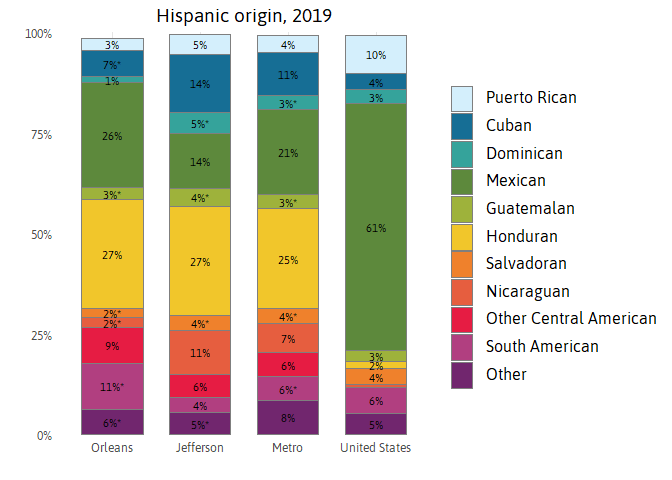 Hispanic origin, 2019
100%
75%
50%
25%
0%
3%
7%*
1%
26%
3%*
27%
2%*
2%*
9%
11%*
6%*
5%
14%
5%*
14%
4%*
27%
4%*
11%
6%
4%
5%*
4%
11%
3%*
21%
3%*
25%
4%*
7%
6%
6%*
8%
10%
4%
3%
61%
3%
2%
4%
6%
5%
Orleans
Jefferson
Metro
United States
Puerto Rican
Cuban
Dominican
Mexican
Guatemalan
Honduran
Salvadoran
Nicaraguan
Other Central American
South American
Other